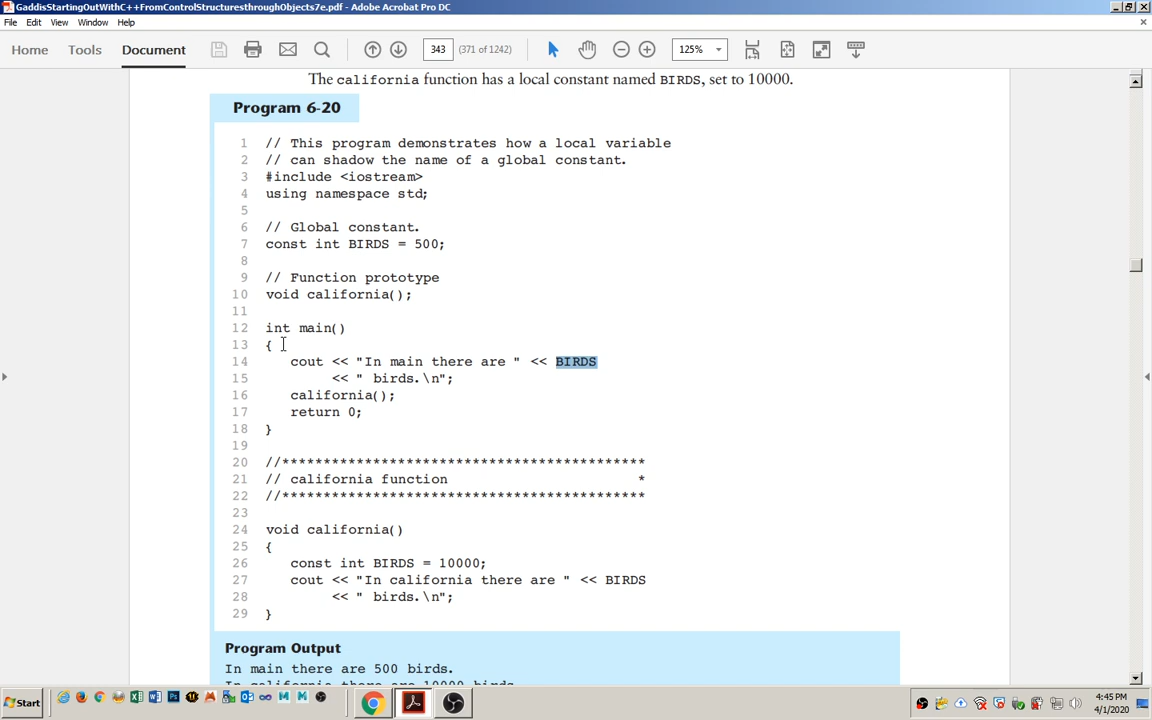 GaddisStartingOutWithC++FromControlStructuresthroughObjects7e.pdf - Adobe Acrobat Pro DC
File Edit View Window Help
Home Tools Document 343 (371 of 1242) 125%
The california function has a local constant named BIRDS, set to 10000.
Program 6-20
1 // This program demonstrates how a local variable
2 // can shadow the name of a global constant.
3 #include <iostream>
4 using namespace std;
5
6 // Global constant.
7 const int BIRDS = 500;
8
9 // Function prototype
10 void california();
11
12 int main()
13 {
14 cout << "In main there are " << BIRDS
15 << " birds.\n";
16 california();
17 return 0;
18 }
19
20 //********************************************
21 // california function *
22 //********************************************
23
24 void california()
25 {
26 const int BIRDS = 10000;
27 cout << "In california there are " << BIRDS
28 << " birds.\n";
29 }
Program Output
In main there are 500 birds.
In california there are 10000 birds.
Start
4:45 PM
4/1/2020